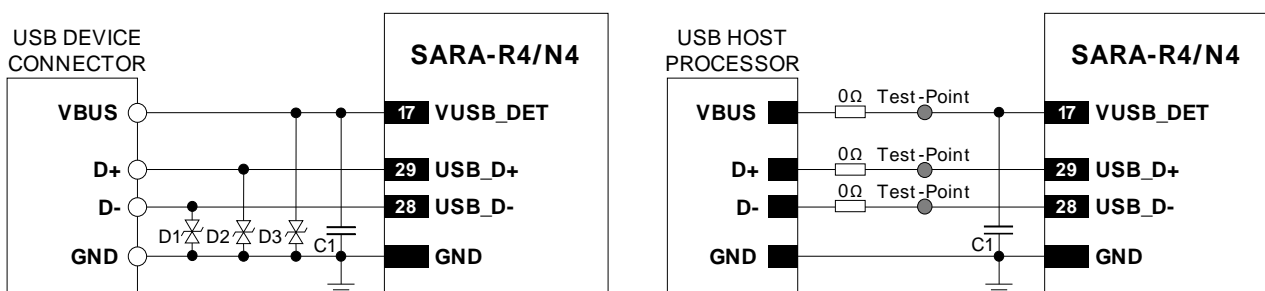 USB DEVICE
CONNECTOR
SARA-R4/N4
VBUS
17 VUSB_DET
D+
29 USB_D+
D-
28 USB_D-
D1 D2 D3 C1
GND
GND
USB HOST
PROCESSOR
SARA-R4/N4
0Ω Test-Point
VBUS
17 VUSB_DET
0Ω Test-Point
D+
29 USB_D+
0Ω Test-Point
D-
28 USB_D-
C1
GND
GND